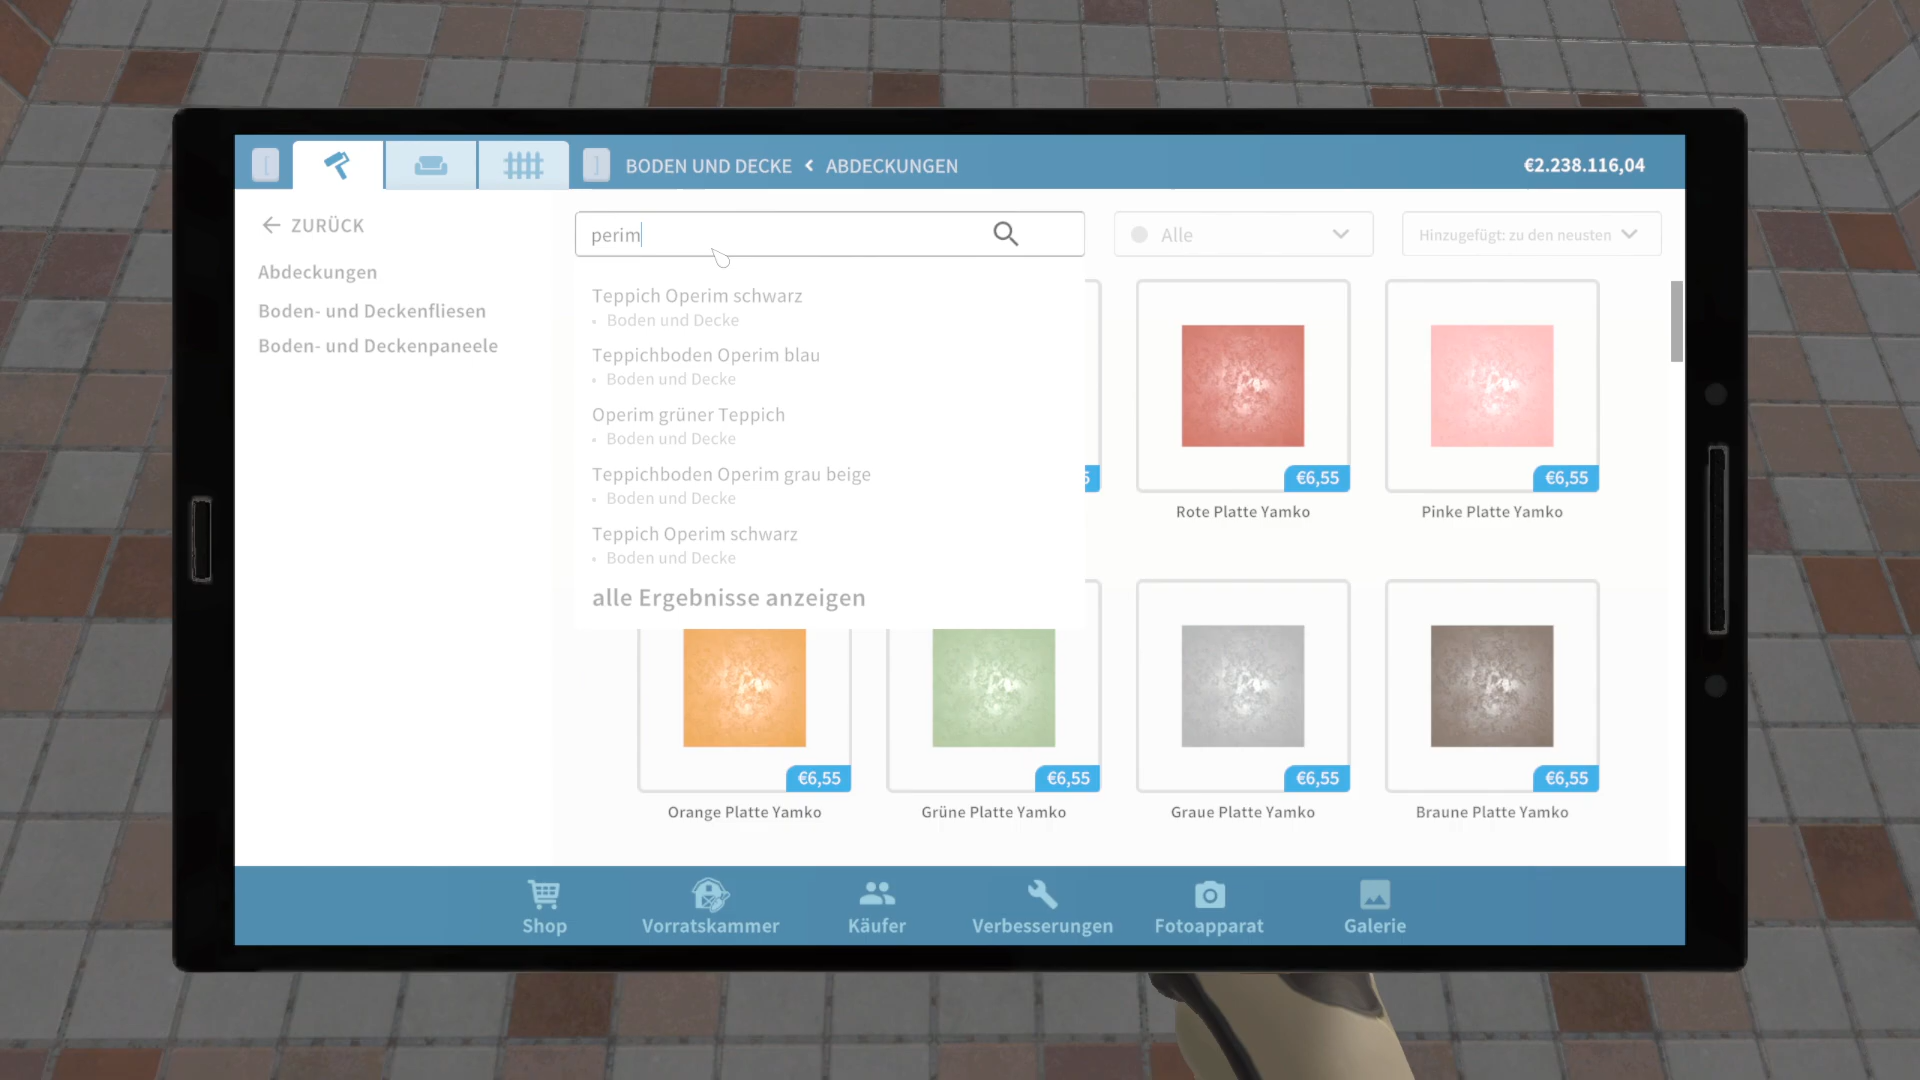 [
]
BODEN UND DECKE < ABDECKUNGEN
€2.238.116,04
ZURÜCK
Abdeckungen
Boden- und Deckenfliesen
Boden- und Deckenpaneele
perim
Alle
Hinzugefügt: zu den neusten
Teppich Operim schwarz
• Boden und Decke
Teppichboden Operim blau
• Boden und Decke
Operim grüner Teppich
• Boden und Decke
Teppichboden Operim grau beige
• Boden und Decke
Teppich Operim schwarz
• Boden und Decke
alle Ergebnisse anzeigen
5
€6,55
€6,55
Rote Platte Yamko
Pinke Platte Yamko
€6,55
€6,55
€6,55
€6,55
Orange Platte Yamko
Grüne Platte Yamko
Graue Platte Yamko
Braune Platte Yamko
Shop
Vorratskammer
Käufer
Verbesserungen
Fotoapparat
Galerie